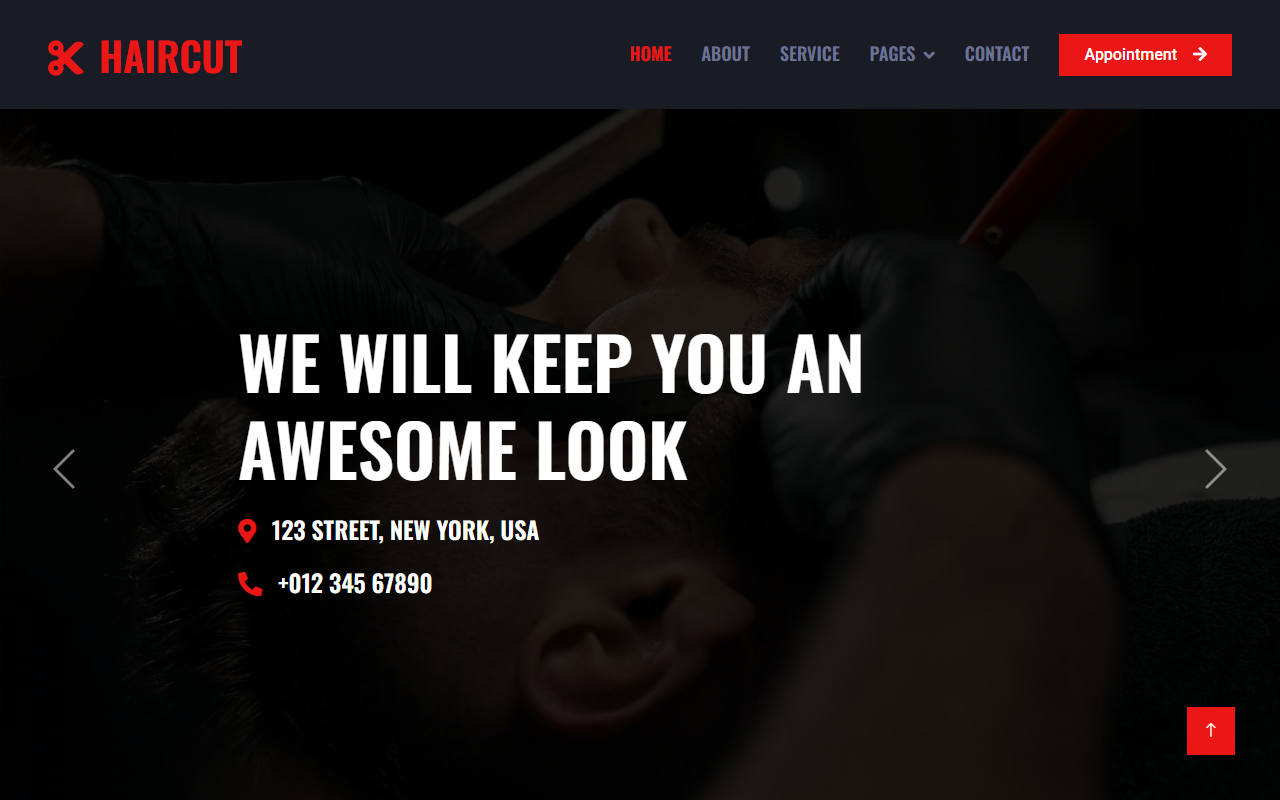 HAIRCUT
HOME ABOUT SERVICE PAGES CONTACT Appointment
WE WILL KEEP YOU AN
AWESOME LOOK
123 STREET, NEW YORK, USA
+012 345 67890